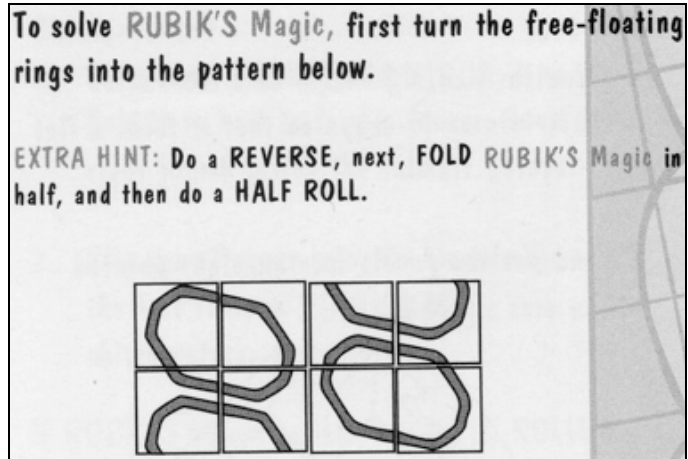 To solve RUBIK'S Magic, first turn the free-floating
rings into the pattern below.
EXTRA HINT: Do a REVERSE, next, FOLD RUBIK'S Magic in
half, and then do a HALF ROLL.